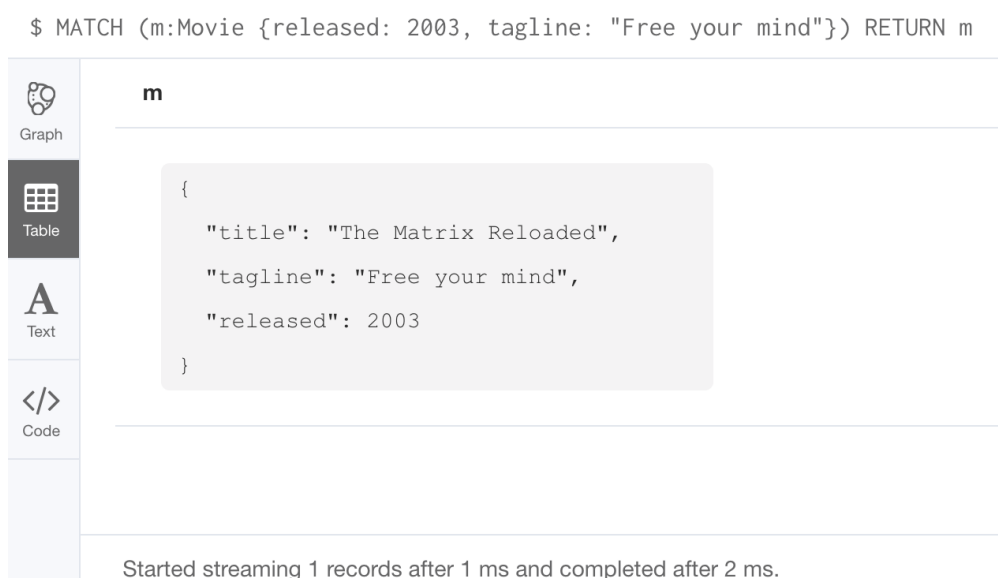 $ MATCH (m:Movie {released: 2003, tagline: "Free your mind"}) RETURN m
m
Graph
{
"title": "The Matrix Reloaded",
Table
"tagline": "Free your mind",
"released": 2003
A
Text
}
</>
Code
Started streaming 1 records after 1 ms and completed after 2 ms.